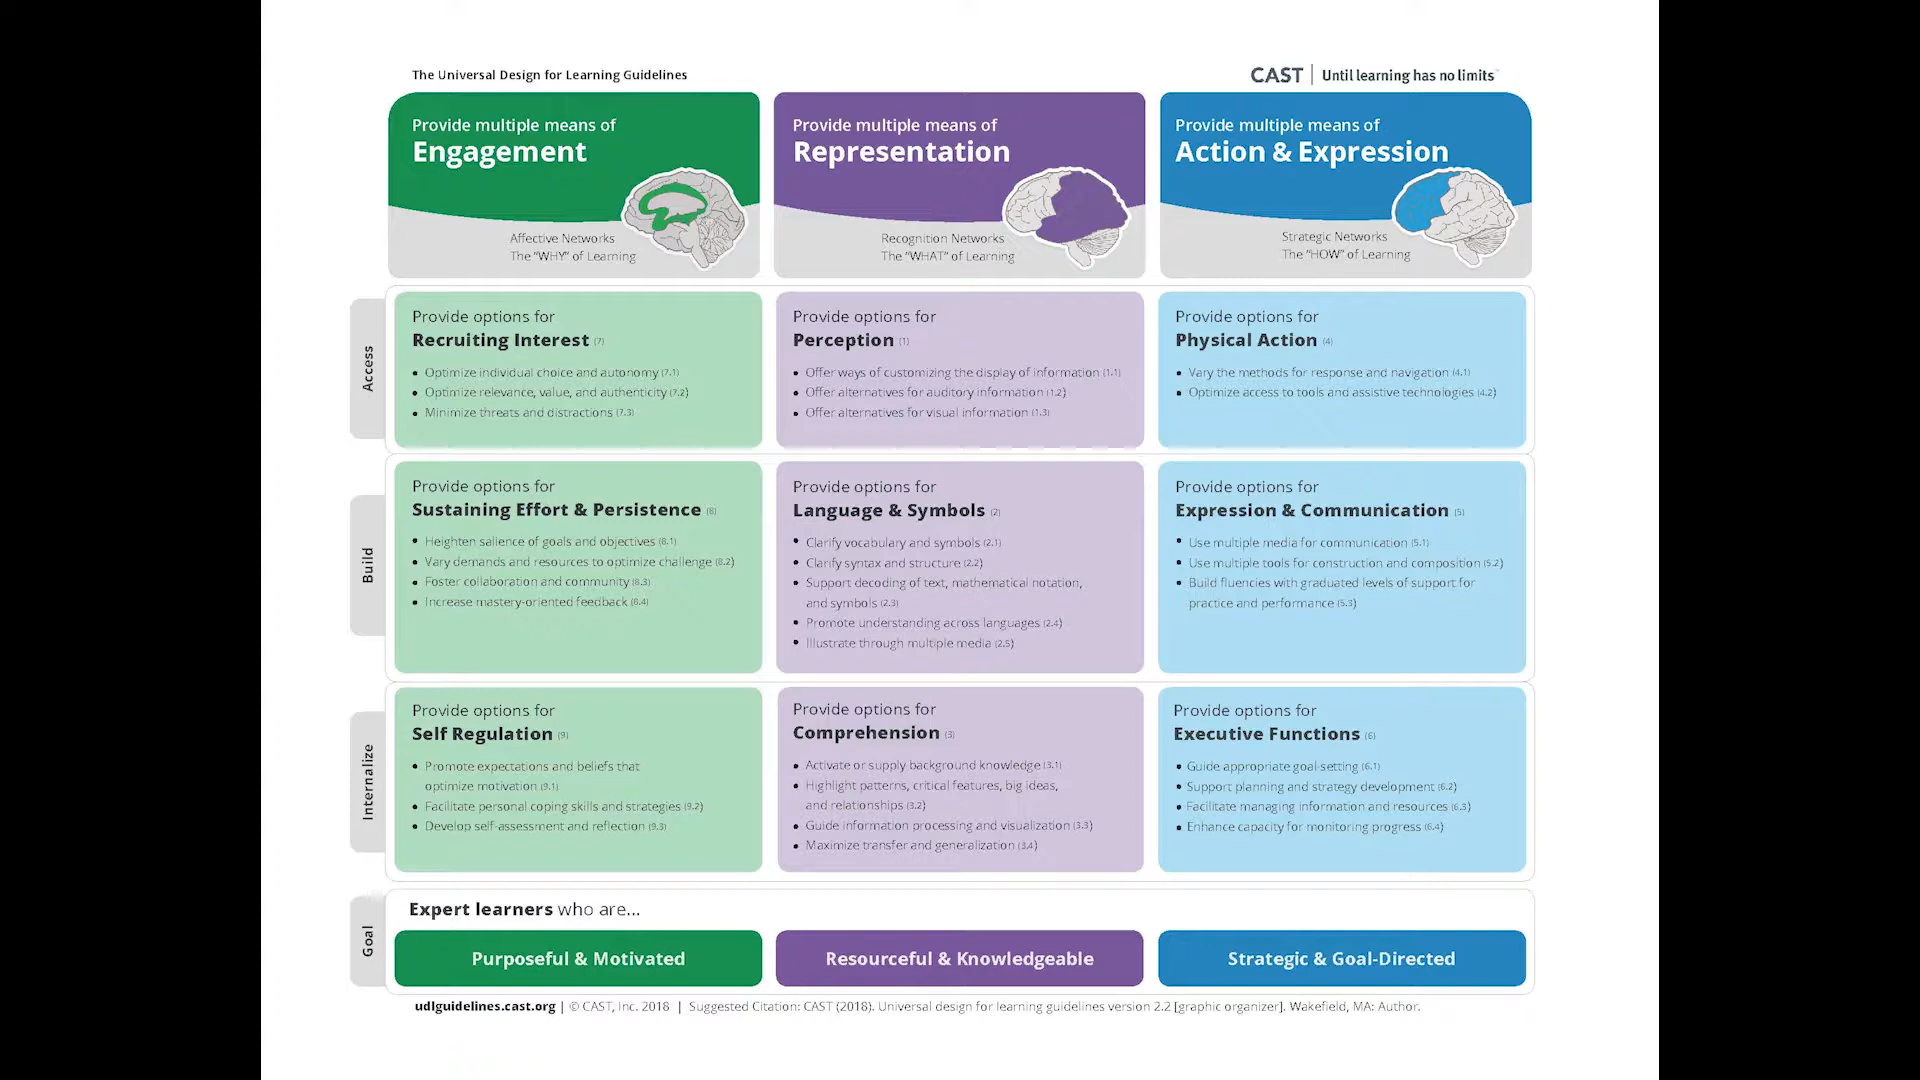 The Universal Design for Learning Guidelines
CAST | Until learning has no limits
Provide multiple means of
Engagement
Affective Networks
The "WHY" of Learning
Provide multiple means of
Representation
Recognition Networks
The "WHAT" of Learning
Provide multiple means of
Action & Expression
Strategic Networks
The "HOW" of Learning
Access
Provide options for
Recruiting Interest (7)
• Optimize individual choice and autonomy (7.1)
• Optimize relevance, value, and authenticity (7.2)
• Minimize threats and distractions (7.3)
Provide options for
Perception (1)
• Offer ways of customizing the display of information (1.1)
• Offer alternatives for auditory information (1.2)
• Offer alternatives for visual information (1.3)
Provide options for
Physical Action (4)
• Vary the methods for response and navigation (4.1)
• Optimize access to tools and assistive technologies (4.2)
Build
Provide options for
Sustaining Effort & Persistence (8)
• Heighten salience of goals and objectives (8.1)
• Vary demands and resources to optimize challenge (8.2)
• Foster collaboration and community (8.3)
• Increase mastery-oriented feedback (8.4)
Provide options for
Language & Symbols (2)
• Clarify vocabulary and symbols (2.1)
• Clarify syntax and structure (2.2)
• Support decoding of text, mathematical notation,
and symbols (2.3)
• Promote understanding across languages (2.4)
• Illustrate through multiple media (2.5)
Provide options for
Expression & Communication (5)
• Use multiple media for communication (5.1)
• Use multiple tools for construction and composition (5.2)
• Build fluencies with graduated levels of support for
practice and performance (5.3)
Internalize
Provide options for
Self Regulation (9)
• Promote expectations and beliefs that
optimize motivation (9.1)
• Facilitate personal coping skills and strategies (9.2)
• Develop self-assessment and reflection (9.3)
Provide options for
Comprehension (3)
• Activate or supply background knowledge (3.1)
• Highlight patterns, critical features, big ideas,
and relationships (3.2)
• Guide information processing and visualization (3.3)
• Maximize transfer and generalization (3.4)
Provide options for
Executive Functions (6)
• Guide appropriate goal-setting (6.1)
• Support planning and strategy development (6.2)
• Facilitate managing information and resources (6.3)
• Enhance capacity for monitoring progress (6.4)
Goal
Expert learners who are...
Purposeful & Motivated
Resourceful & Knowledgeable
Strategic & Goal-Directed
udlguidelines.cast.org | © CAST, Inc. 2018 | Suggested Citation: CAST (2018). Universal design for learning guidelines version 2.2 [graphic organizer]. Wakefield, MA: Author.